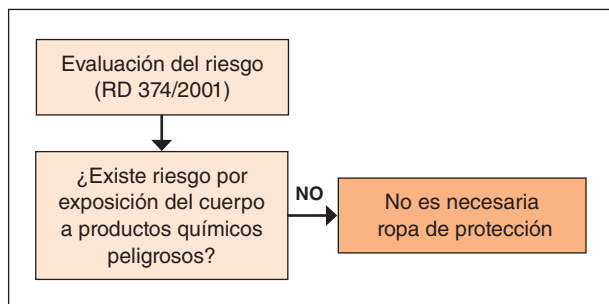 Evaluación del riesgo
(RD 374/2001)
¿Existe riesgo por
exposición del cuerpo
a productos químicos
peligrosos?
NO
No es necesaria
ropa de protección